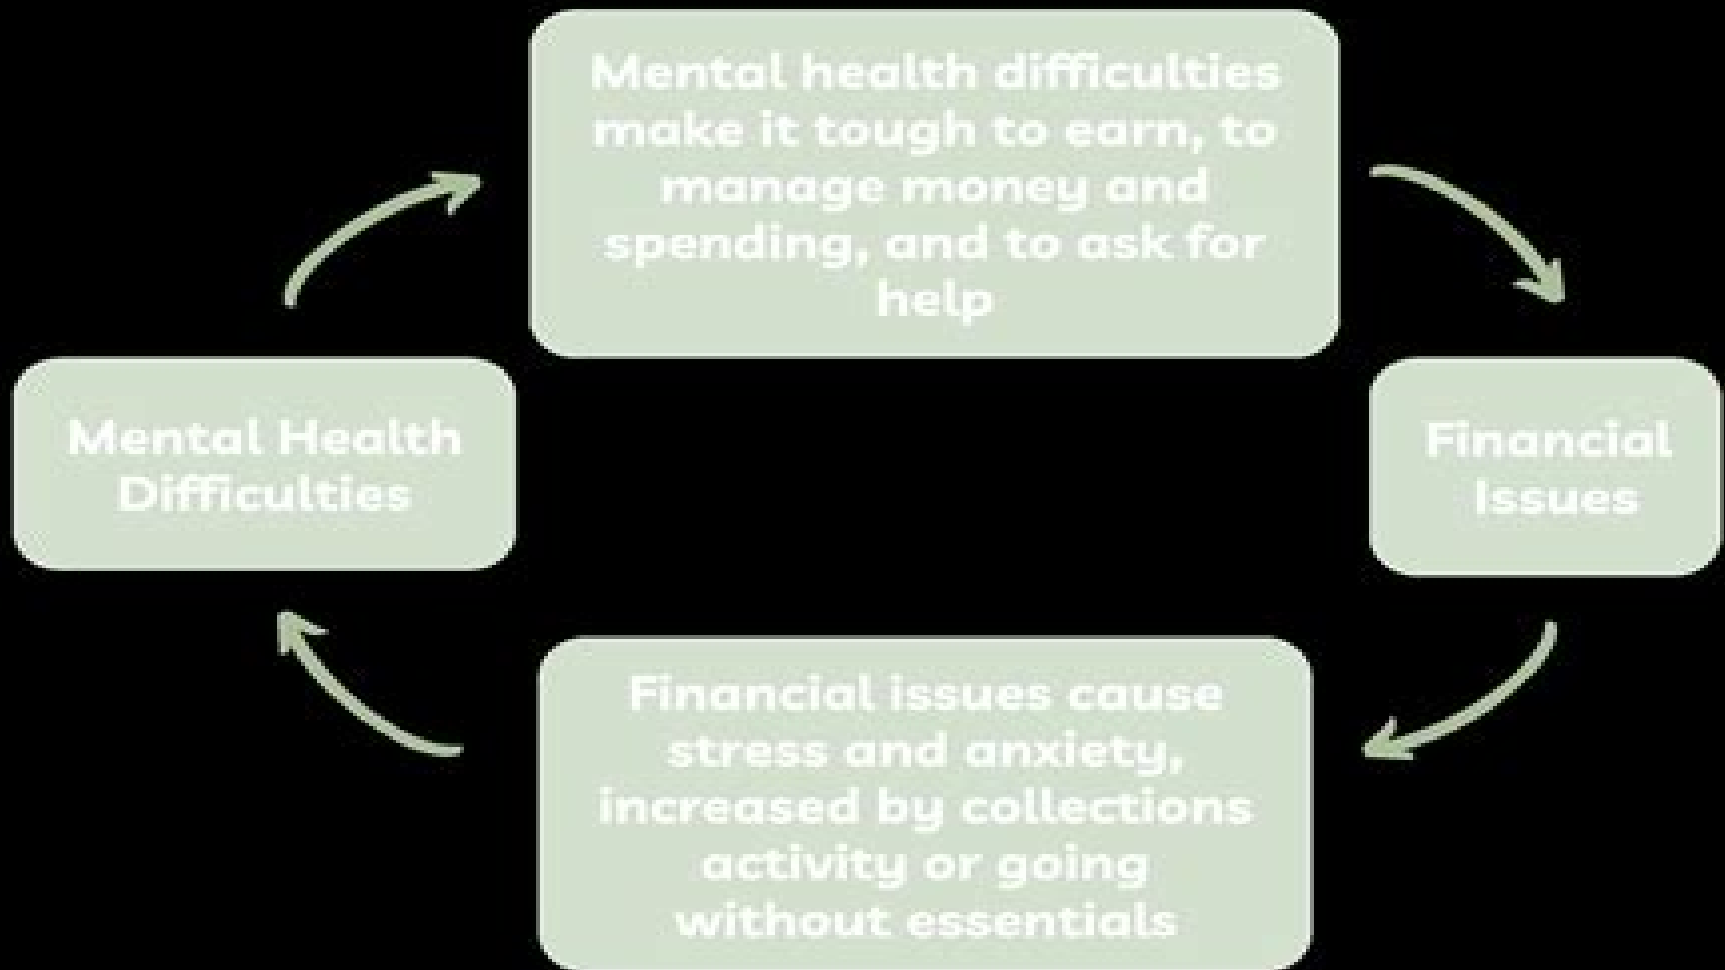 Mental health difficulties
make it tough to earn, to
manage money and
spending, and to ask for
help
Mental Health
Difficulties
Financial
Issues
Financial issues cause
stress and anxiety,
increased by collections
activity or going
without essentials